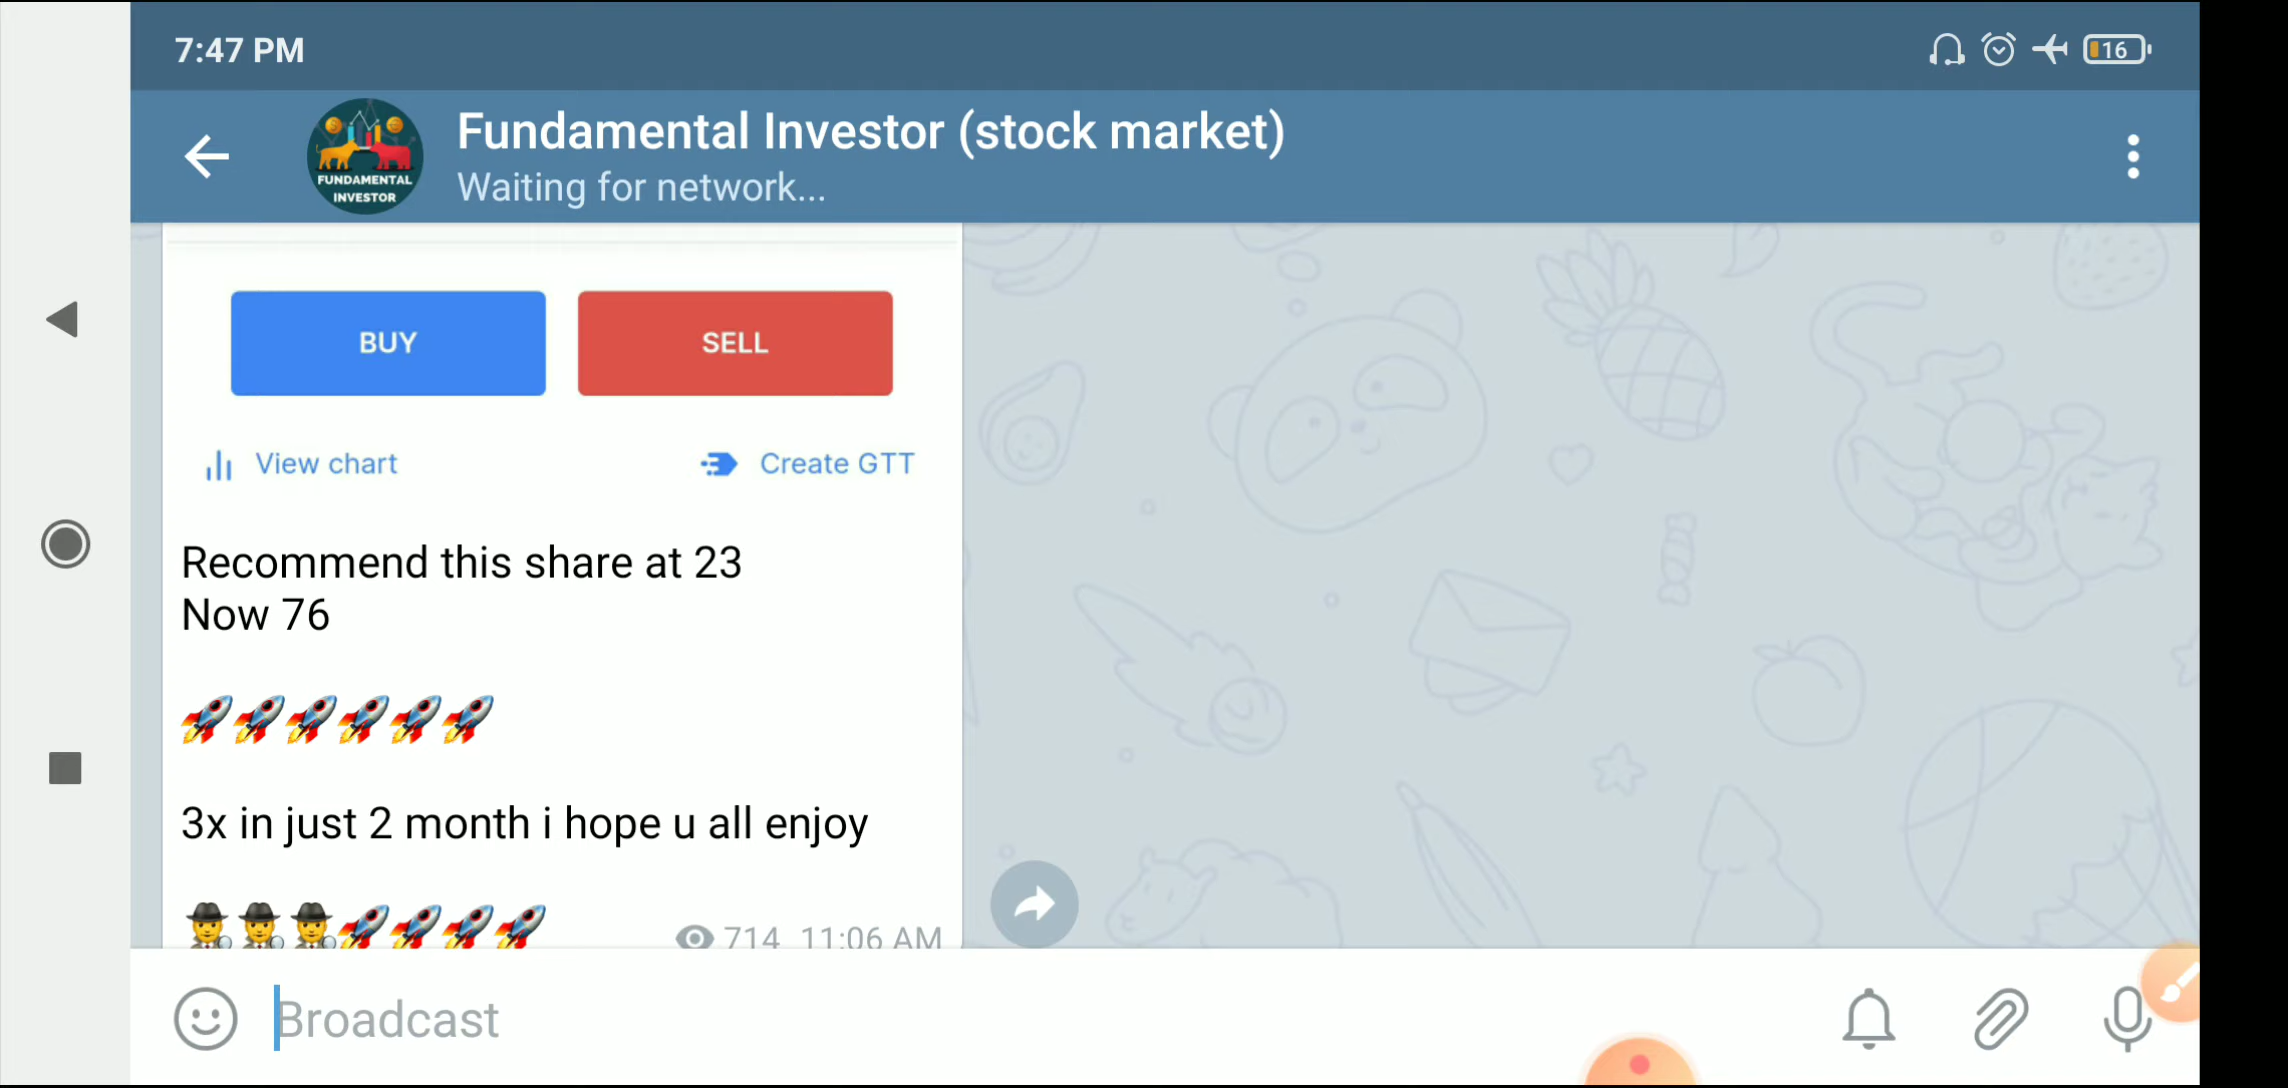 7:47 PM
16
Fundamental Investor (stock market)
Waiting for network...
FUNDAMENTAL
INVESTOR
BUY
SELL
View chart
Create GTT
Recommend this share at 23
Now 76
🚀🚀🚀🚀🚀🚀
3x in just 2 month i hope u all enjoy
🕵️🕵️🕵️🚀🚀🚀🚀 714 11:06 AM
Broadcast